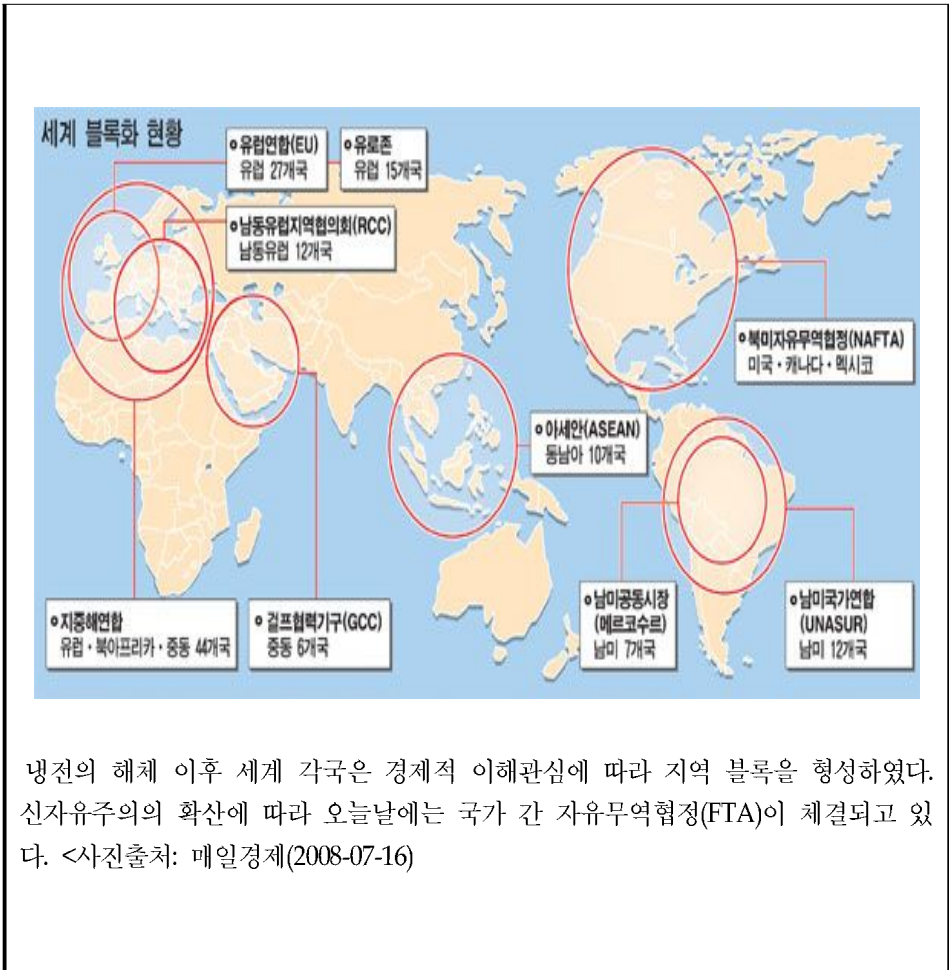 세계 블록화 현황
유럽연합(EU)
유럽 27개국
유로존
유럽 15개국
남동유럽지역협의회(RCC)
남동유럽 12개국
북미자유무역협정(NAFTA)
미국·캐나다·멕시코
아세안(ASEAN)
동남아 10개국
지중해연합
유럽·북아프리카·중동 44개국
걸프협력기구(GCC)
중동 6개국
남미공동시장
(메르코수르)
남미 7개국
남미국가연합
(UNASUR)
남미 12개국
냉전의 해체 이후 세계 각국은 경제적 이해관심에 따라 지역 블록을 형성하였다.
신자유주의의 확산에 따라 오늘날에는 국가 간 자유무역협정(FTA)이 체결되고 있
다. <사진출처: 매일경제(2008-07-16)